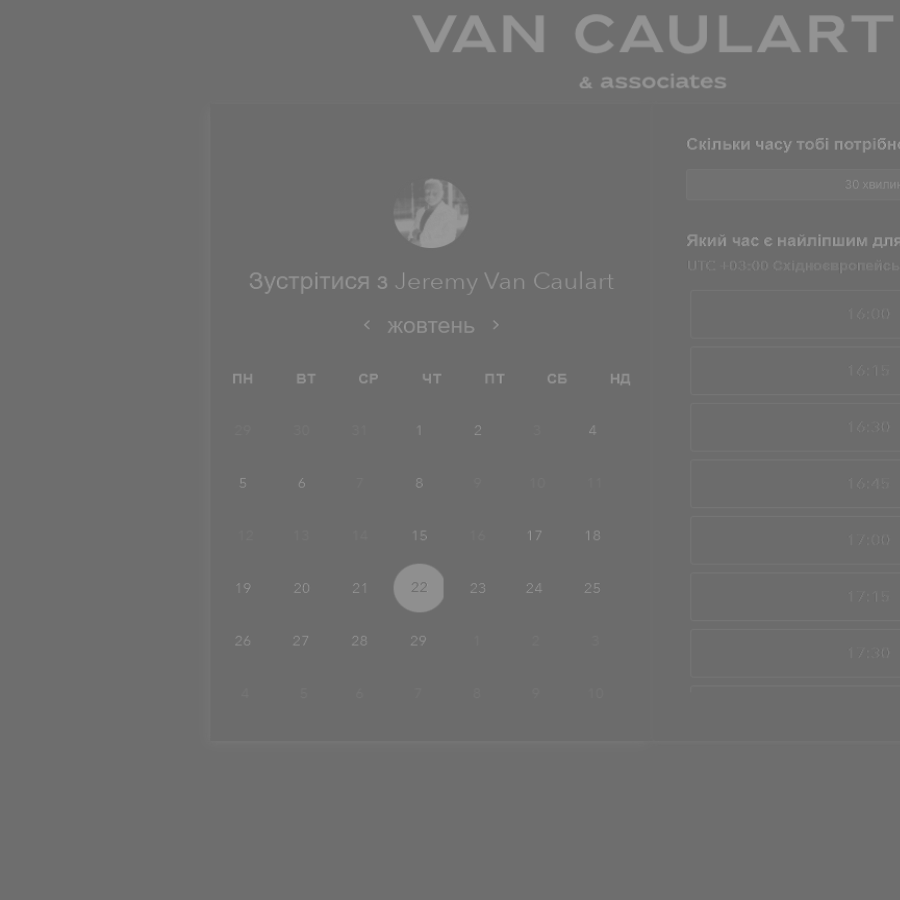 VAN CAULART
& associates
Зустрітися з Jeremy Van Caulart
жовтень
ПН ВТ СР ЧТ ПТ СБ НД
29 30 31 1 2 3 4
5 6 7 8 9 10 11
12 13 14 15 16 17 18
19 20 21 22 23 24 25
26 27 28 29 1 2 3
4 5 6 7 8 9 10
Скільки часу тобі потрібн
30 хвилин
Який час є найліпшим для
UTC +03:00 Східноєвропейсь
16:00
16:15
16:30
16:45
17:00
17:15
17:30